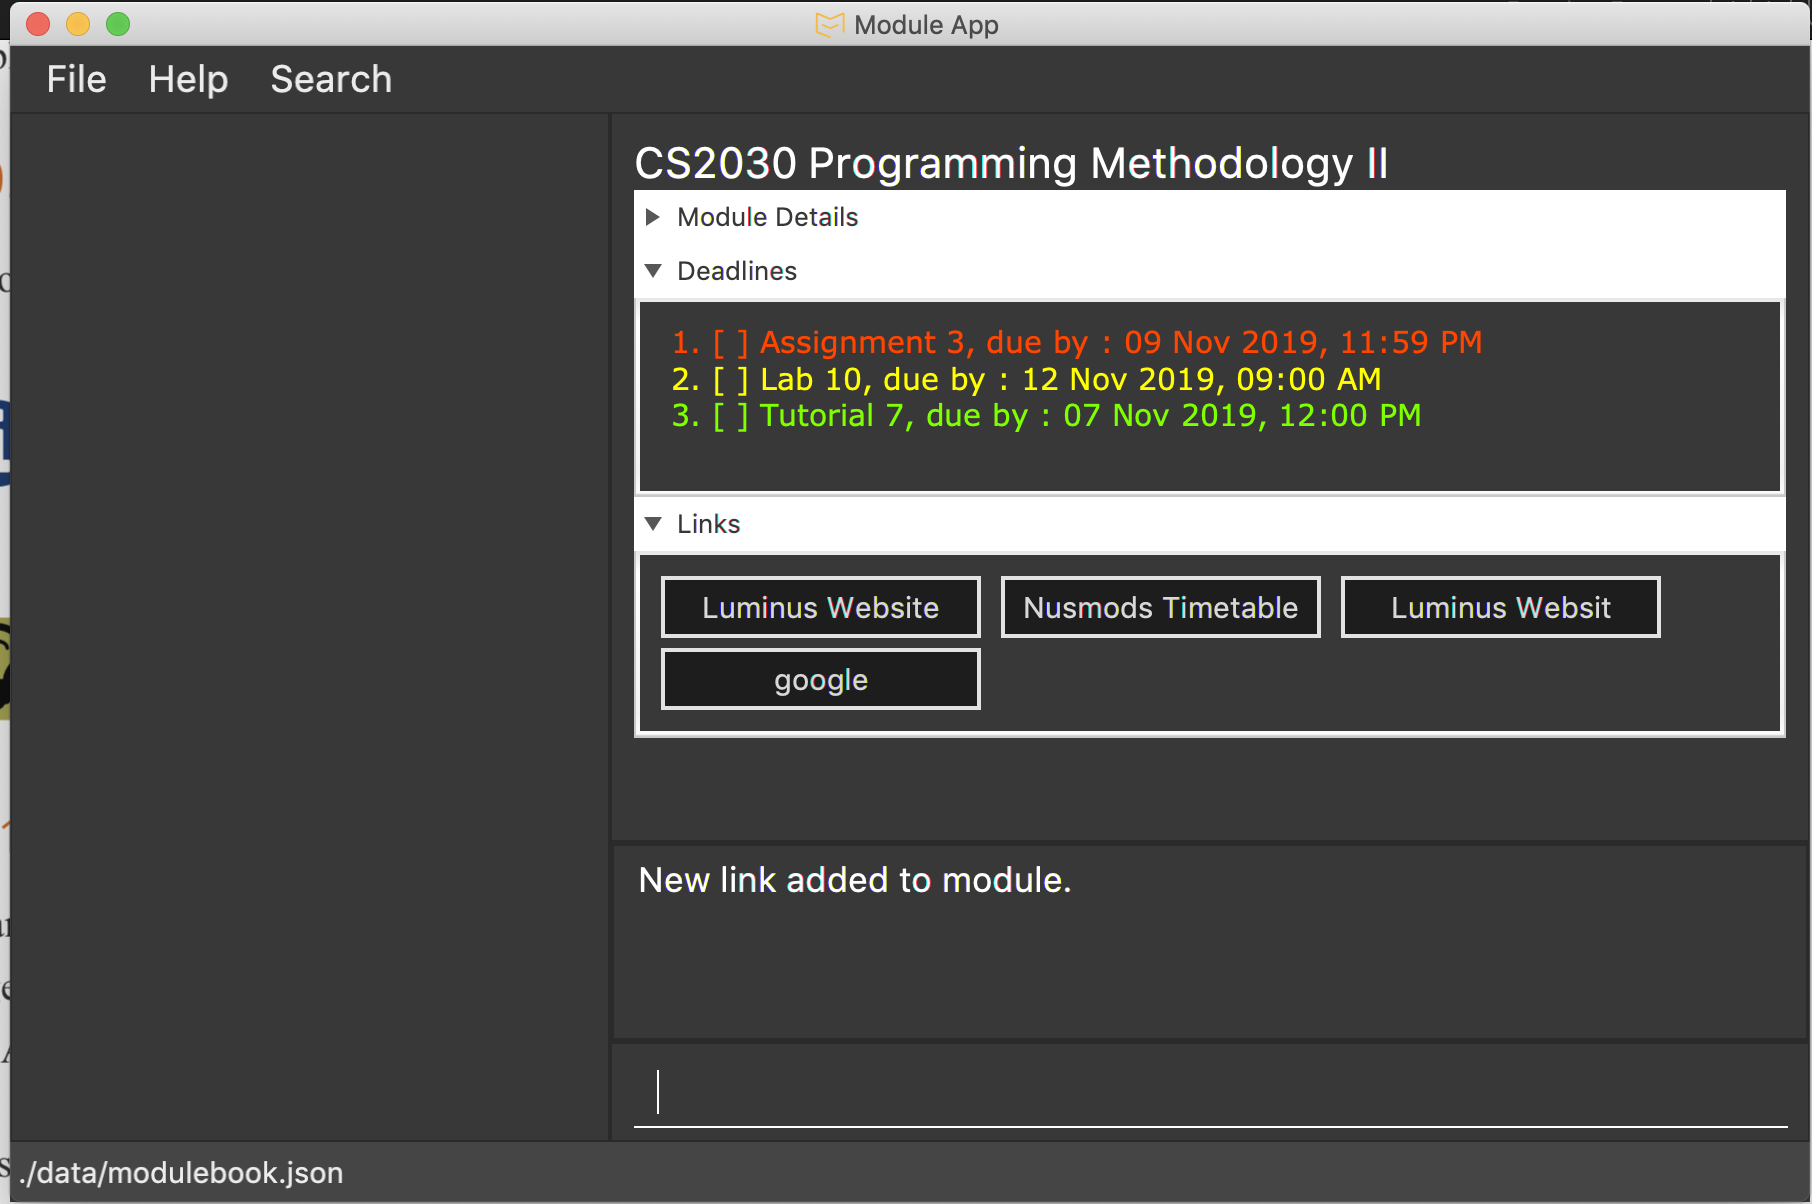 Module App
File Help Search
CS2030 Programming Methodology II
Module Details
Deadlines
1. [ ] Assignment 3, due by : 09 Nov 2019, 11:59 PM
2. [ ] Lab 10, due by : 12 Nov 2019, 09:00 AM
3. [ ] Tutorial 7, due by : 07 Nov 2019, 12:00 PM
Links
Luminus Website Nusmods Timetable Luminus Websit
google
New link added to module.
./data/modulebook.json